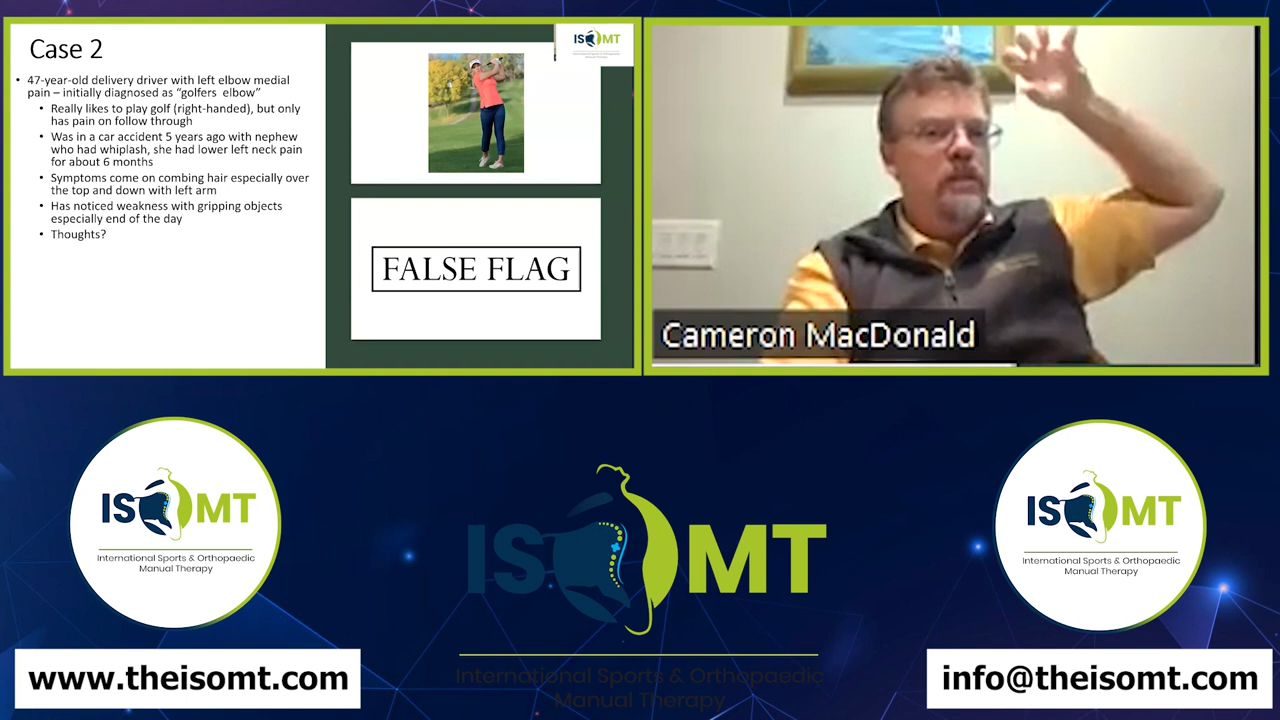 Case 2
• 47-year-old delivery driver with left elbow medial
pain – initially diagnosed as “golfers elbow”
• Really likes to play golf (right-handed), but only
has pain on follow through
• Was in a car accident 5 years ago with nephew
who had whiplash, she had lower left neck pain
for about 6 months
• Symptoms come on combing hair especially over
the top and down with left arm
• Has noticed weakness with gripping objects
especially end of the day
• Thoughts?
ISOMT
FALSE FLAG
Cameron MacDonald
ISOMT
International Sports & Orthopaedic
Manual Therapy
ISOMT
International Sports & Orthopaedic
Manual Therapy
ISOMT
International Sports & Orthopaedic
Manual Therapy
www.theisomt.com
info@theisomt.com